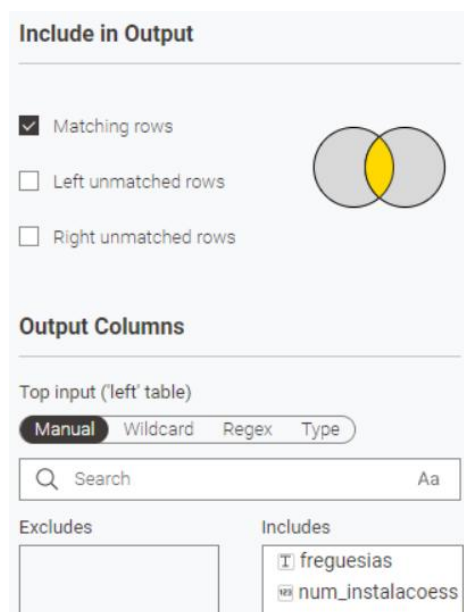 Include in Output
Matching rows
Left unmatched rows
Right unmatched rows
Output Columns
Top input ('left' table)
Manual Wildcard Regex Type
Search Aa
Excludes Includes
T freguesias
123 num_instalacoess